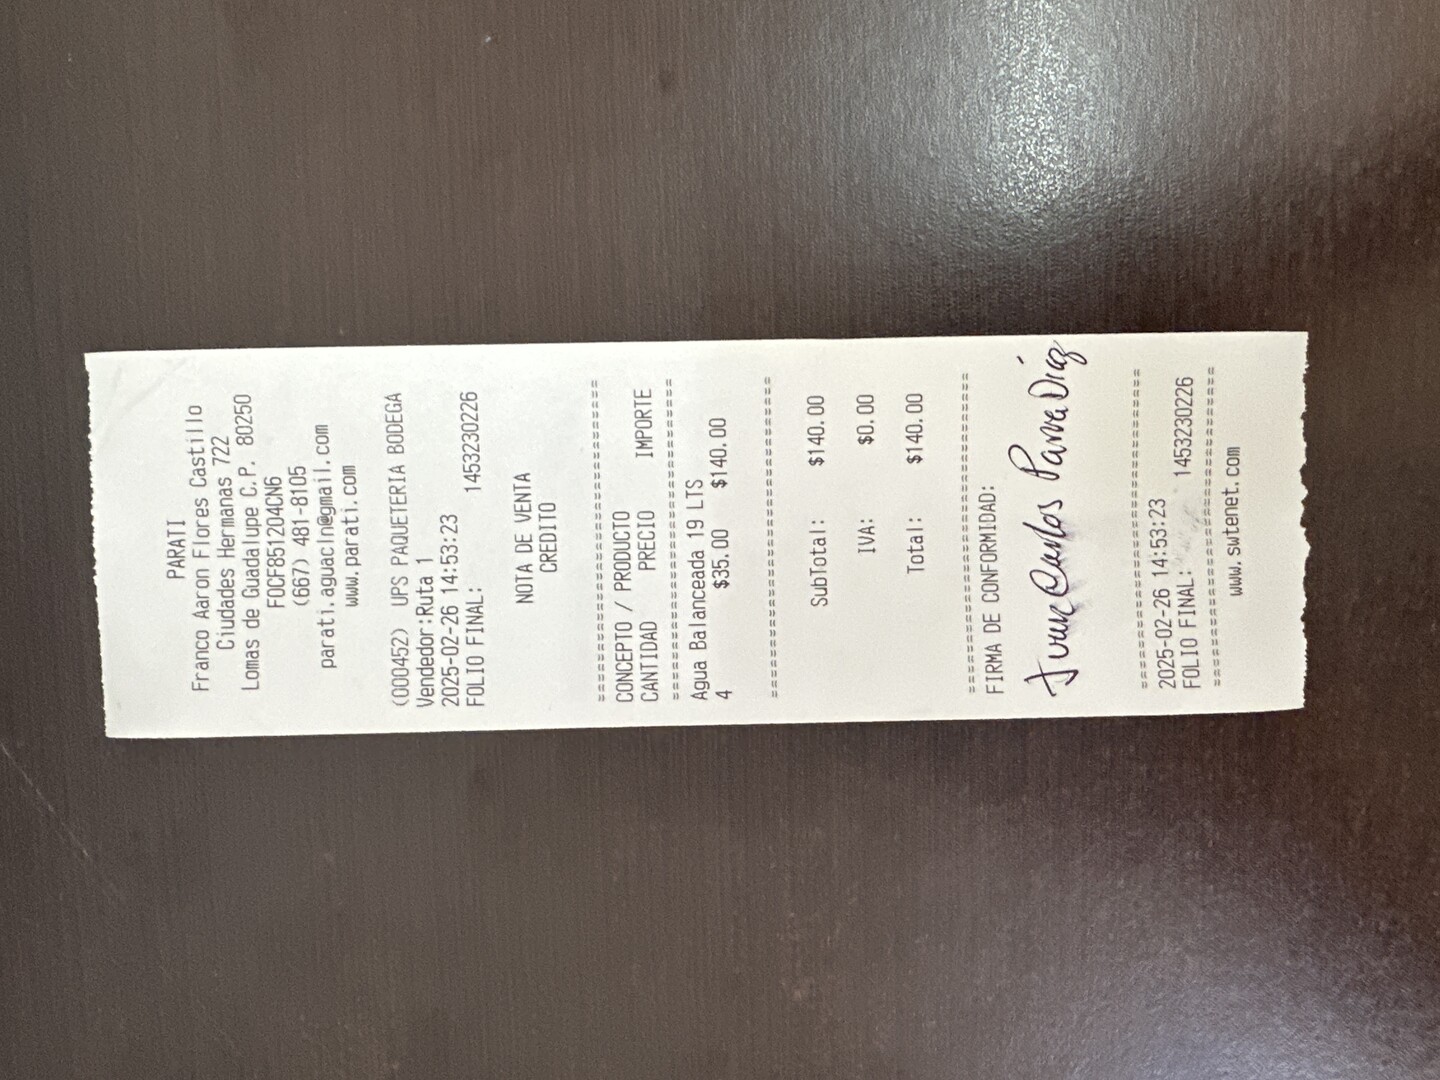 PARATI
Franco Aaron Flores Castillo
Ciudades Hermanas 722
Lomas de Guadalupe C.P. 80250
FOCF851204CN6
(667) 481-8105
parati.aguacln@gmail.com
www.parati.com
(000452) UPS PAQUETERIA BODEGA
Vendedor:Ruta 1
2025-02-26 14:53:23
FOLIO FINAL: 1453230226
NOTA DE VENTA
CREDITO
==============================
CONCEPTO / PRODUCTO
CANTIDAD PRECIO IMPORTE
==============================
Agua Balanceada 19 LTS
4 $35.00 $140.00
==============================
SubTotal: $140.00
IVA: $0.00
Total: $140.00
==============================
FIRMA DE CONFORMIDAD:
Juan Carlos Parra Díaz
==============================
2025-02-26 14:53:23
FOLIO FINAL: 1453230226
==============================
www.swtenet.com